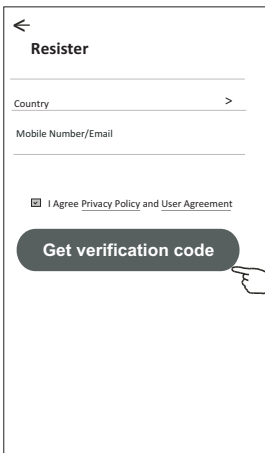 Resister
Country >
Mobile Number/Email
I Agree Privacy Policy and User Agreement
Get verification code